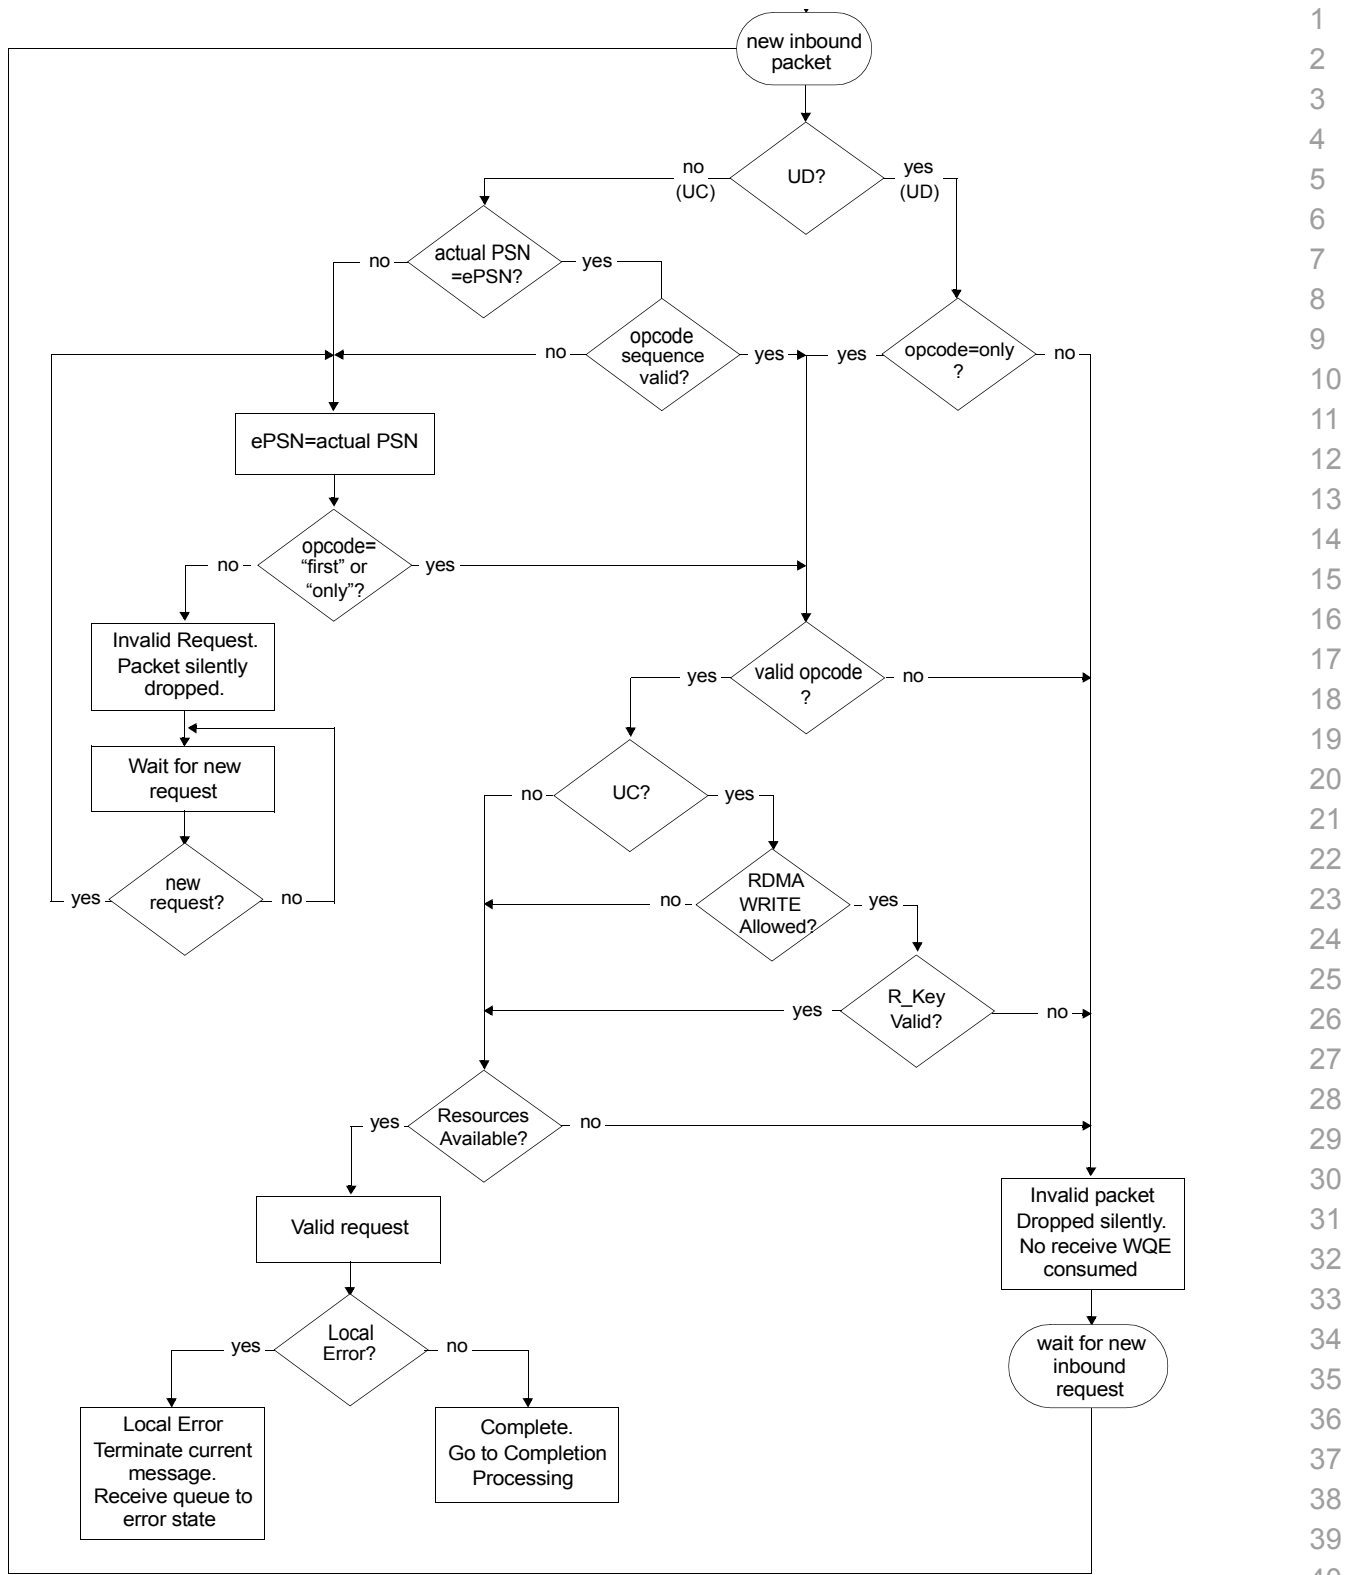 new inbound
packet
UD?
no
(UC)
yes
(UD)
actual PSN
=ePSN?
no
yes
opcode
sequence
valid?
no
yes
opcode=only
?
yes
no
ePSN=actual PSN
opcode=
“first” or
“only”?
no
yes
Invalid Request.
Packet silently
dropped.
valid opcode
?
yes
no
Wait for new
request
UC?
no
yes
new
request?
yes
no
RDMA
WRITE
Allowed?
no
yes
R_Key
Valid?
yes
no
Resources
Available?
yes
no
Valid request
Invalid packet
Dropped silently.
No receive WQE
consumed
Local
Error?
yes
no
wait for new
inbound
request
Local Error
Terminate current
message.
Receive queue to
error state
Complete.
Go to Completion
Processing
1
2
3
4
5
6
7
8
9
10
11
12
13
14
15
16
17
18
19
20
21
22
23
24
25
26
27
28
29
30
31
32
33
34
35
36
37
38
39